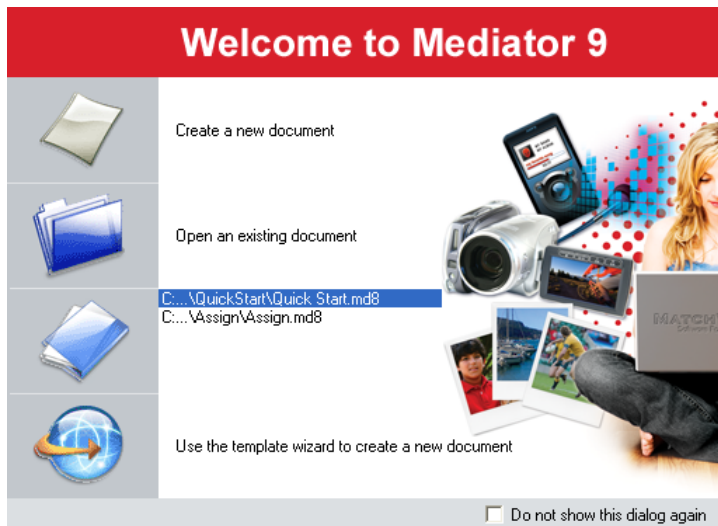 Welcome to Mediator 9
Create a new document
Open an existing document
C:...\QuickStart\Quick Start.md8
C:...\Assign\Assign.md8
Use the template wizard to create a new document
Do not show this dialog again